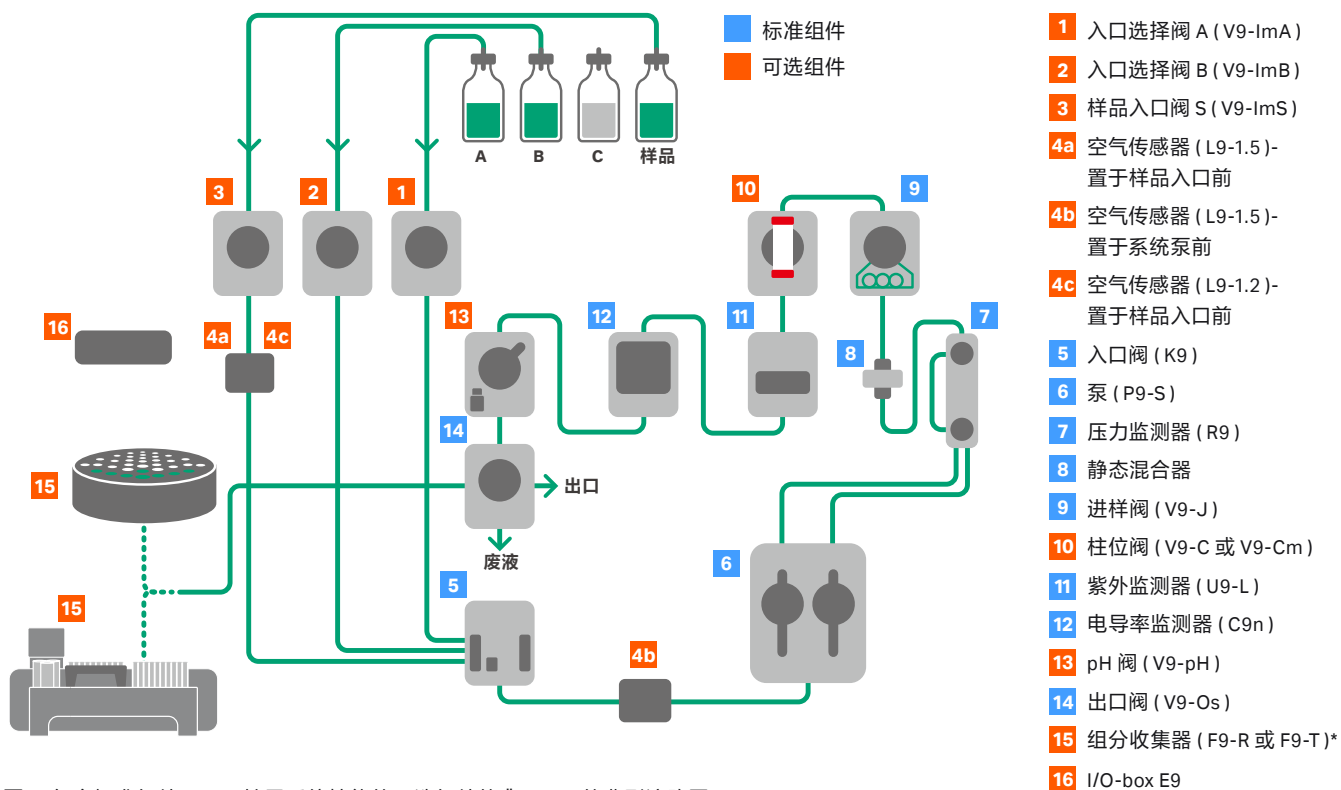 标准组件
可选组件
A
B
C
样品
3
2
1
10
9
16
4a
4c
13
12
11
8
7
14
15
出口
废液
5
6
15
4b
1 入口选择阀 A ( V9-ImA )
2 入口选择阀 B ( V9-ImB )
3 样品入口阀 S ( V9-ImS )
4a 空气传感器 ( L9-1.5 )-
置于样品入口前
4b 空气传感器 ( L9-1.5 )-
置于系统泵前
4c 空气传感器 ( L9-1.2 )-
置于样品入口前
5 入口阀 ( K9 )
6 泵 ( P9-S )
7 压力监测器 ( R9 )
8 静态混合器
9 进样阀 ( V9-J )
10 柱位阀 ( V9-C 或 V9-Cm )
11 紫外监测器 ( U9-L )
12 电导率监测器 ( C9n )
13 pH 阀 ( V9-pH )
14 出口阀 ( V9-Os )
15 组分收集器 ( F9-R 或 F9-T )*
16 I/O-box E9